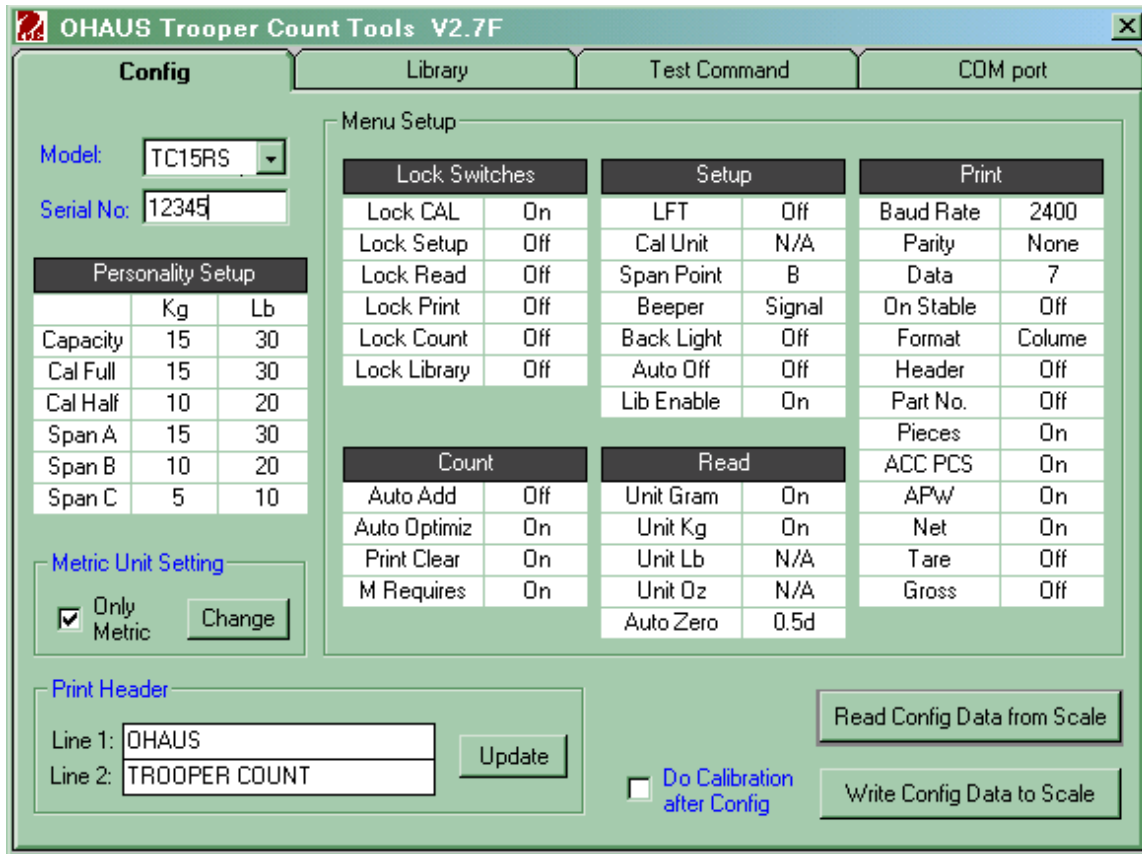 OHAUS Trooper Count Tools V2.7F
Config Library Test Command COM port
Model: TC15RS
Serial No: 12345
Personality Setup
Kg Lb
Capacity 15 30
Cal Full 15 30
Cal Half 10 20
Span A 15 30
Span B 10 20
Span C 5 10
Metric Unit Setting
Only
Metric
Change
Menu Setup
Lock Switches
Lock CAL On
Lock Setup Off
Lock Read Off
Lock Print Off
Lock Count Off
Lock Library Off
Setup
LFT Off
Cal Unit N/A
Span Point B
Beeper Signal
Back Light Off
Auto Off Off
Lib Enable On
Print
Baud Rate 2400
Parity None
Data 7
On Stable Off
Format Colume
Header Off
Part No. Off
Pieces On
ACC PCS On
APW On
Net On
Tare Off
Gross Off
Count
Auto Add Off
Auto Optimiz On
Print Clear On
M Requires On
Read
Unit Gram On
Unit Kg On
Unit Lb N/A
Unit Oz N/A
Auto Zero 0.5d
Print Header
Line 1: OHAUS
Line 2: TROOPER COUNT
Update
Do Calibration
after Config
Read Config Data from Scale
Write Config Data to Scale